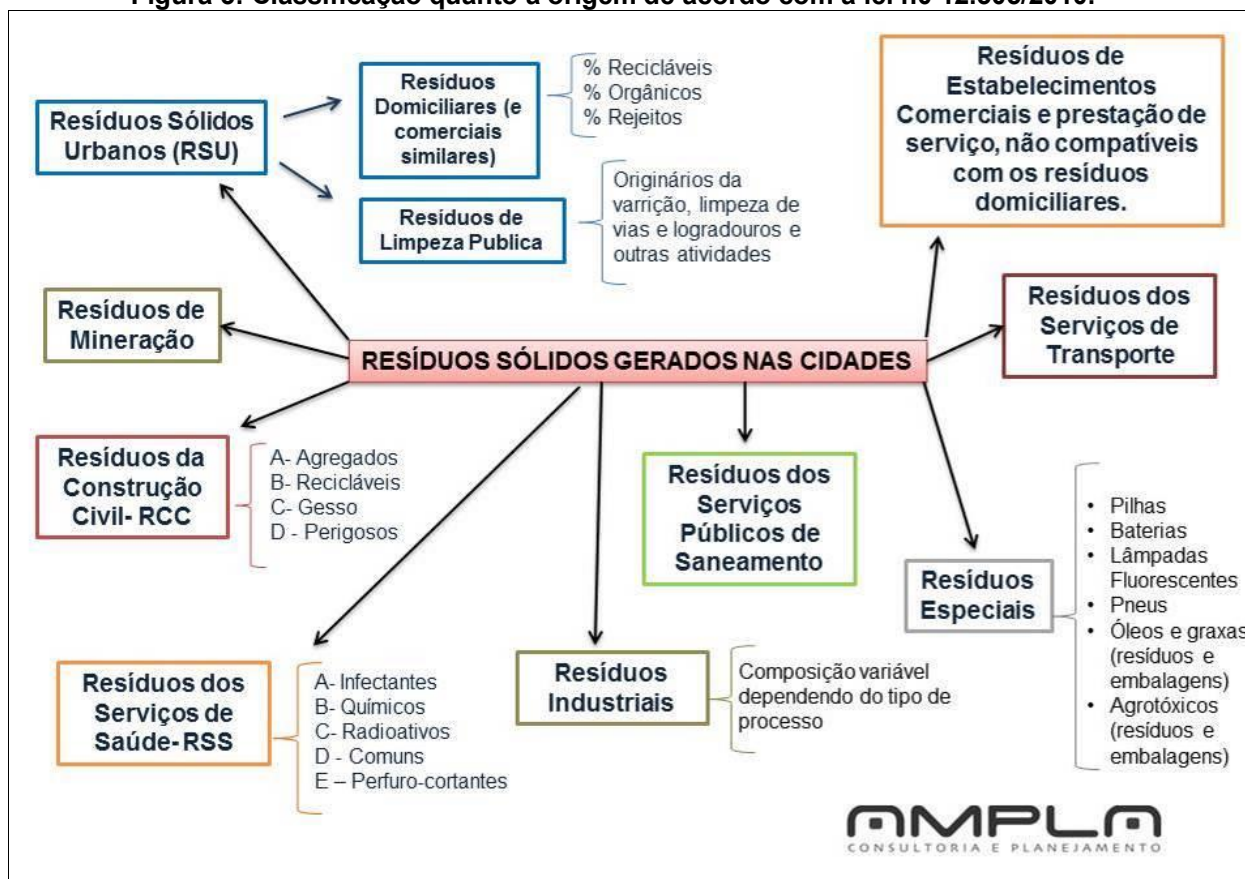 Resíduos Sólidos
Urbanos (RSU)
Resíduos
Domiciliares (e
comerciais
similares)
% Recicláveis
% Orgânicos
% Rejeitos
Resíduos de
Limpeza Publica
Originários da
varrição, limpeza de
vias e logradouros e
outras atividades
Resíduos de
Estabelecimentos
Comerciais e prestação de
serviço, não compatíveis
com os resíduos
domiciliares.
Resíduos de
Mineração
RESÍDUOS SÓLIDOS GERADOS NAS CIDADES
Resíduos dos
Serviços de
Transporte
Resíduos da
Construção
Civil- RCC
A- Agregados
B- Recicláveis
C- Gesso
D - Perigosos
Resíduos dos
Serviços
Públicos de
Saneamento
Resíduos
Especiais
• Pilhas
• Baterias
• Lâmpadas
Fluorescentes
• Pneus
• Óleos e graxas
(resíduos e
embalagens)
• Agrotóxicos
(resíduos e
embalagens)
Resíduos dos
Serviços de
Saúde- RSS
A- Infectantes
B- Químicos
C- Radioativos
D - Comuns
E – Perfuro-cortantes
Resíduos
Industriais
Composição variável
dependendo do tipo de
processo
AMPLA
CONSULTORIA E PLANEJAMENTO